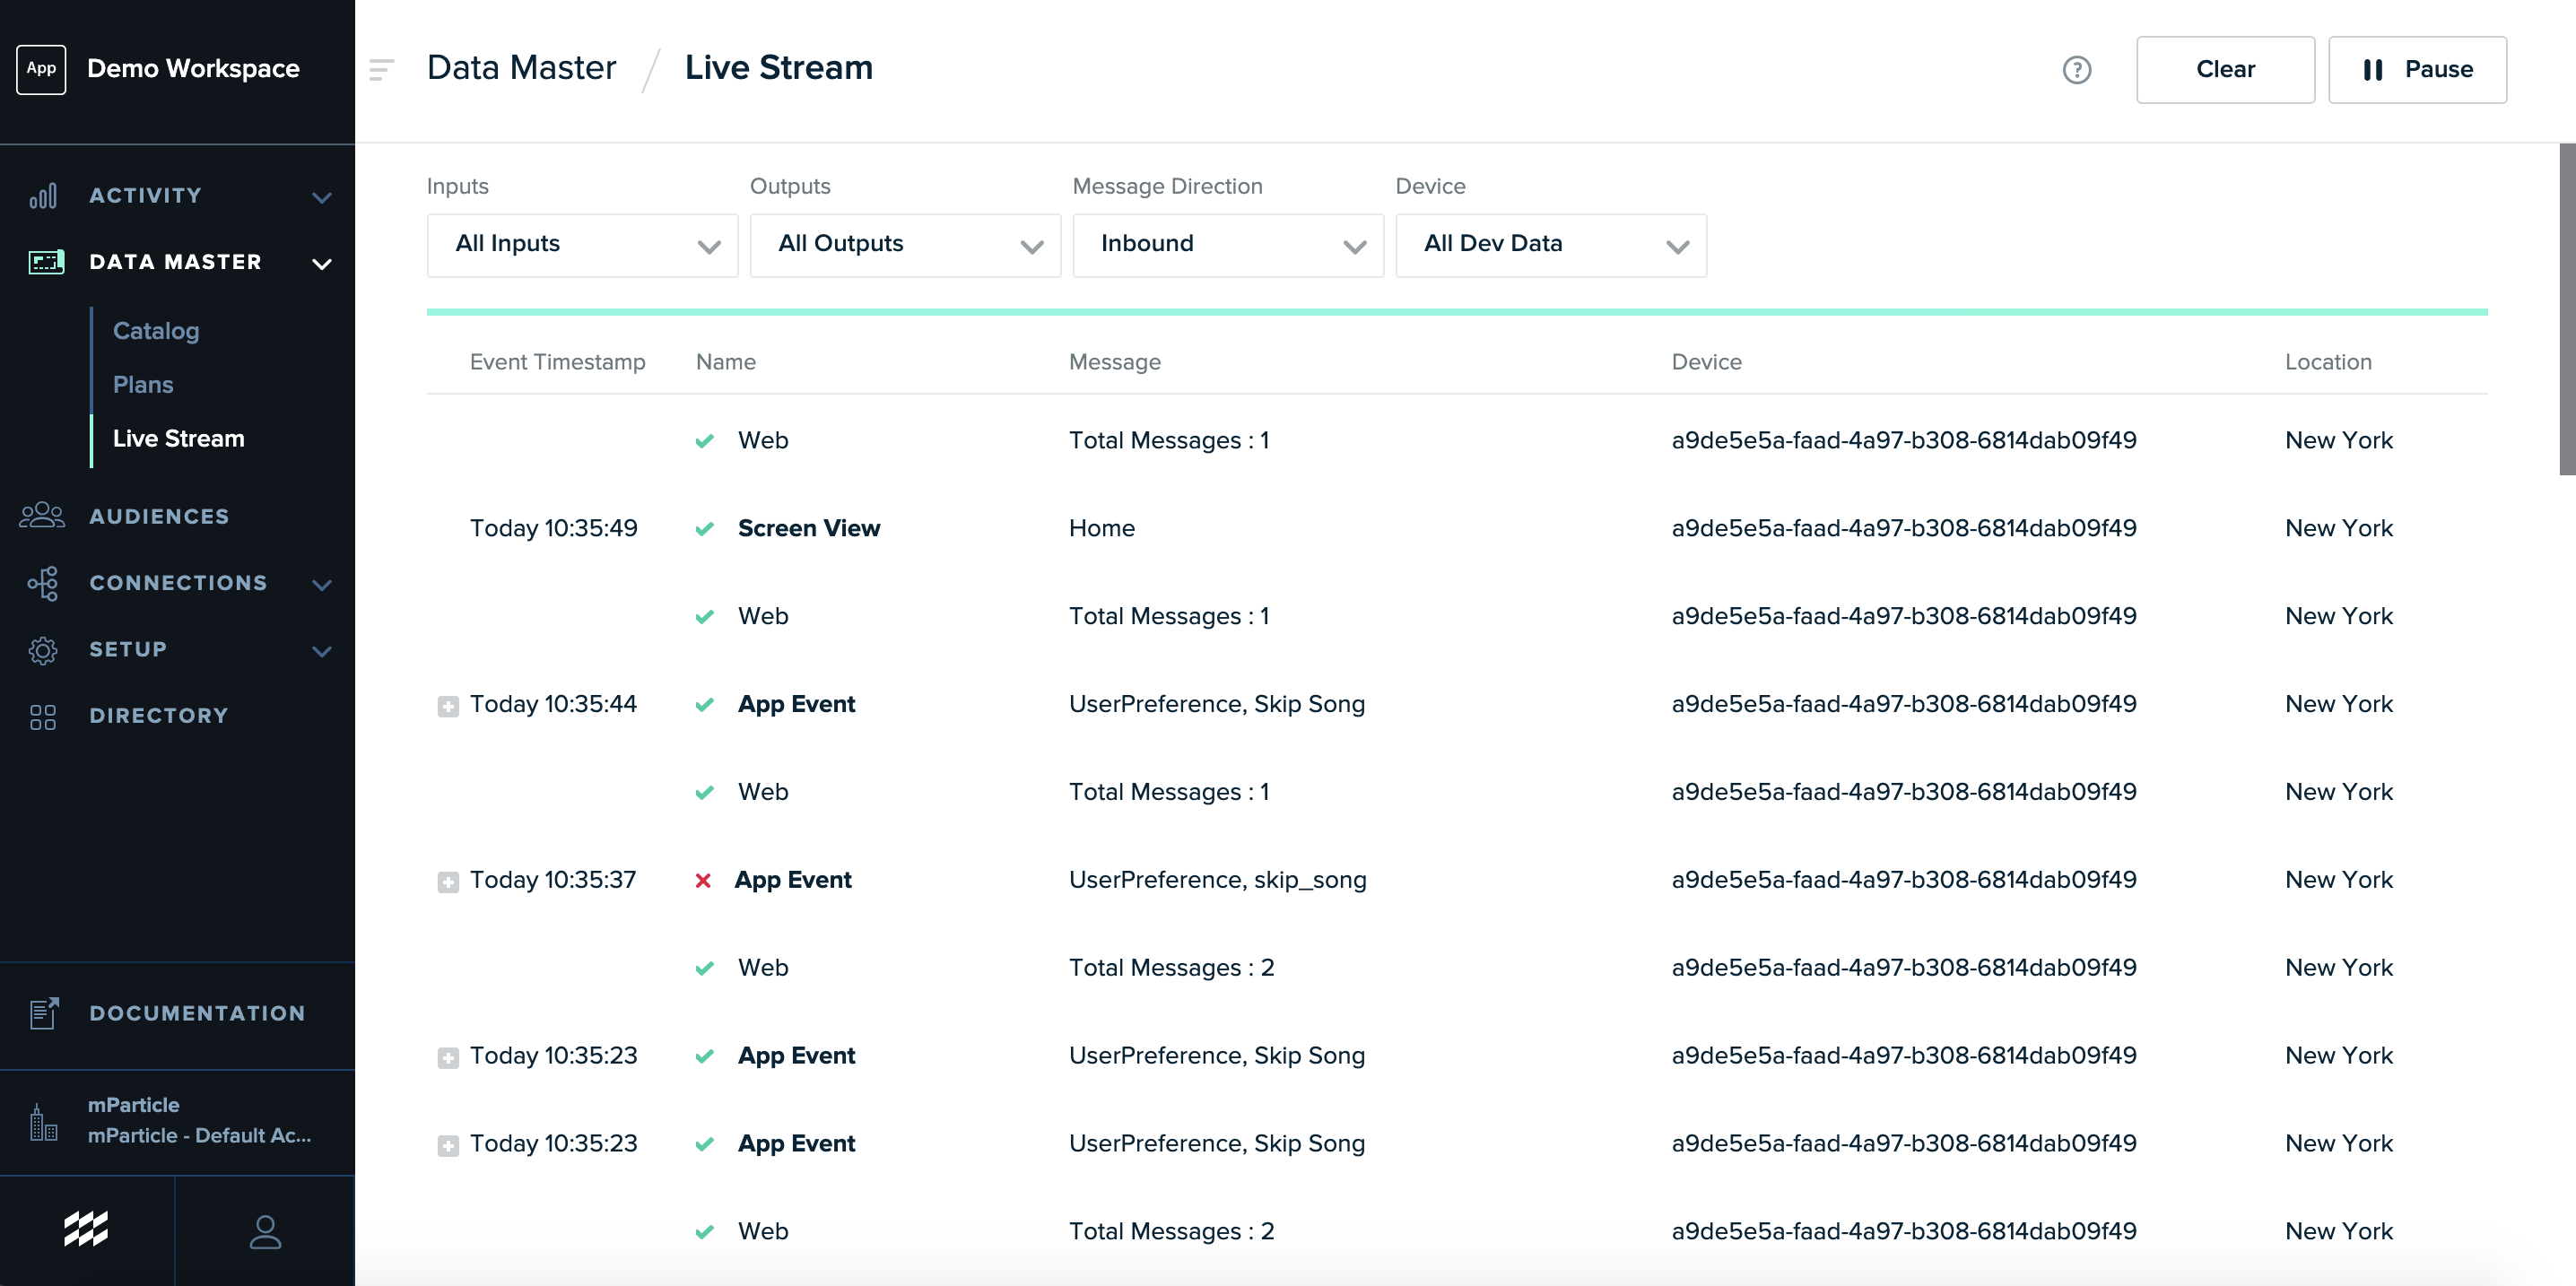 App Demo Workspace
ACTIVITY
DATA MASTER
Catalog
Plans
Live Stream
AUDIENCES
CONNECTIONS
SETUP
DIRECTORY
DOCUMENTATION
mParticle
mParticle - Default Ac...
Data Master / Live Stream
? Clear Pause
Inputs Outputs Message Direction Device
All Inputs All Outputs Inbound All Dev Data
Event Timestamp Name Message Device Location
Web Total Messages : 1 a9de5e5a-faad-4a97-b308-6814dab09f49 New York
Today 10:35:49 Screen View Home a9de5e5a-faad-4a97-b308-6814dab09f49 New York
Web Total Messages : 1 a9de5e5a-faad-4a97-b308-6814dab09f49 New York
Today 10:35:44 App Event UserPreference, Skip Song a9de5e5a-faad-4a97-b308-6814dab09f49 New York
Web Total Messages : 1 a9de5e5a-faad-4a97-b308-6814dab09f49 New York
Today 10:35:37 App Event UserPreference, skip_song a9de5e5a-faad-4a97-b308-6814dab09f49 New York
Web Total Messages : 2 a9de5e5a-faad-4a97-b308-6814dab09f49 New York
Today 10:35:23 App Event UserPreference, Skip Song a9de5e5a-faad-4a97-b308-6814dab09f49 New York
Today 10:35:23 App Event UserPreference, Skip Song a9de5e5a-faad-4a97-b308-6814dab09f49 New York
Web Total Messages : 2 a9de5e5a-faad-4a97-b308-6814dab09f49 New York